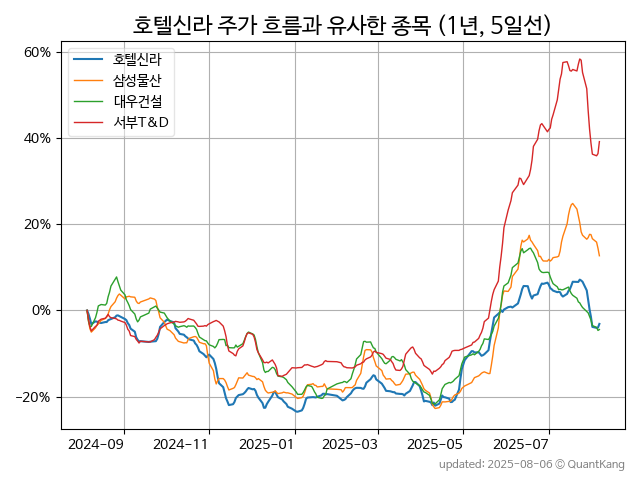 호텔신라 주가 흐름과 유사한 종목 (1년, 5일선)
호텔신라
삼성물산
대우건설
서부T&D
60%
40%
20%
0%
−20%
2024-09 2024-11 2025-01 2025-03 2025-05 2025-07
updated: 2025-08-06 © QuantKang